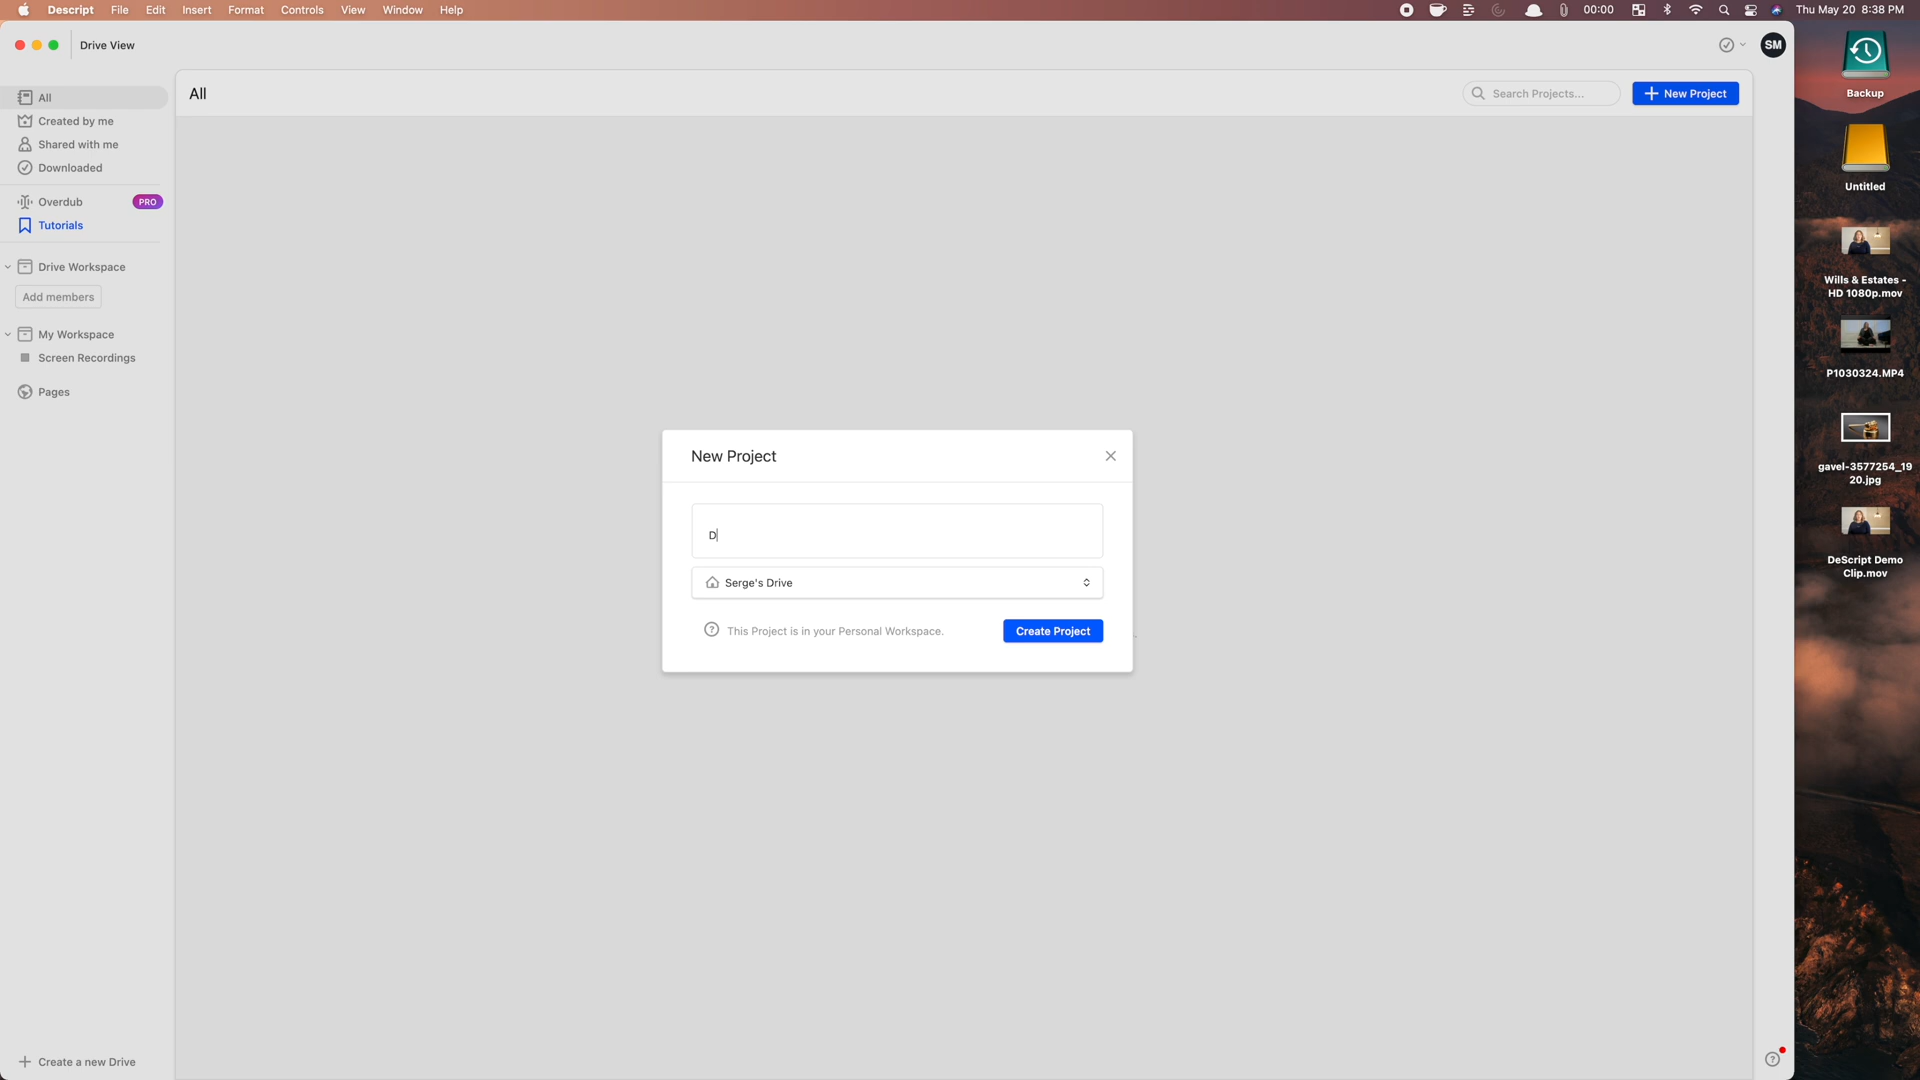 Descript File Edit Insert Format Controls View Window Help 00:00 Thu May 20 8:38 PM
Drive View
SM
All
Created by me
Shared with me
Downloaded
Overdub PRO
Tutorials
Drive Workspace
Add members
My Workspace
Screen Recordings
Pages
Create a new Drive
All
Search Projects...
New Project
New Project
D
Serge's Drive
This Project is in your Personal Workspace.
Create Project
Backup
Untitled
Wills & Estates -
HD 1080p.mov
P1030324.MP4
gavel-3577254_19
20.jpg
DeScript Demo
Clip.mov